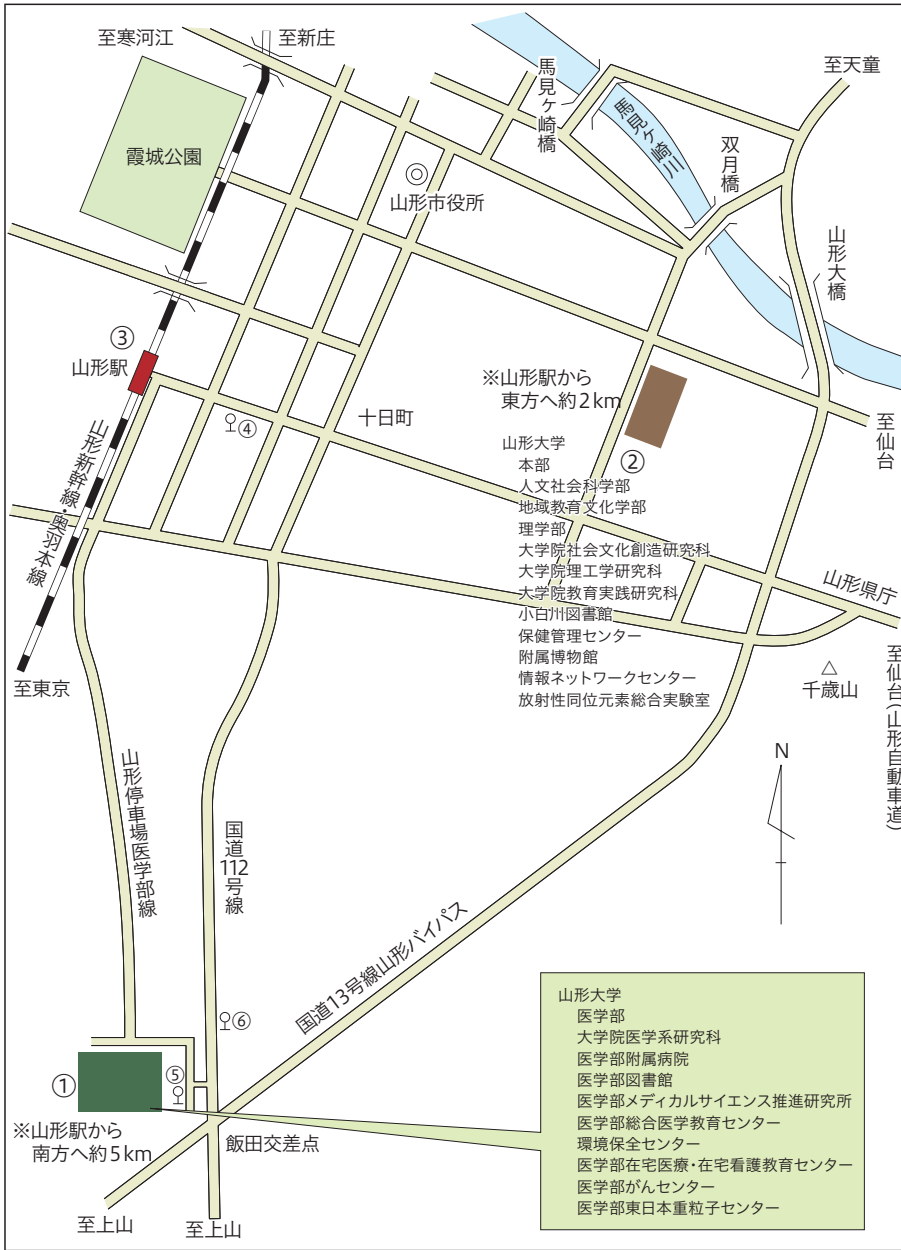 至寒河江
至新庄
霞城公園
馬見ヶ崎橋
馬見ヶ崎川
至天童
双月橋
◎
山形市役所
山形大橋
③
山形駅
※山形駅から
東方へ約2km
④
十日町
至仙台
②
山形大学
本部
人文社会科学部
地域教育文化学部
理学部
大学院社会文化創造研究科
大学院理工学研究科
大学院教育実践研究科
小白川図書館
保健管理センター
附属博物館
情報ネットワークセンター
放射性同位元素総合実験室
山形新幹線・奥羽本線
至東京
山形県庁
千歳山
至仙台(山形自動車道)
N
山形停車場医学部線
国道112号線
国道13号線山形バイパス
⑥
⑤
①
※山形駅から
南方へ約5km
飯田交差点
至上山
至上山
山形大学
医学部
大学院医学系研究科
医学部附属病院
医学部図書館
医学部メディカルサイエンス推進研究所
医学部総合医学教育センター
環境保全センター
医学部在宅医療・在宅看護教育センター
医学部がんセンター
医学部東日本重粒子センター